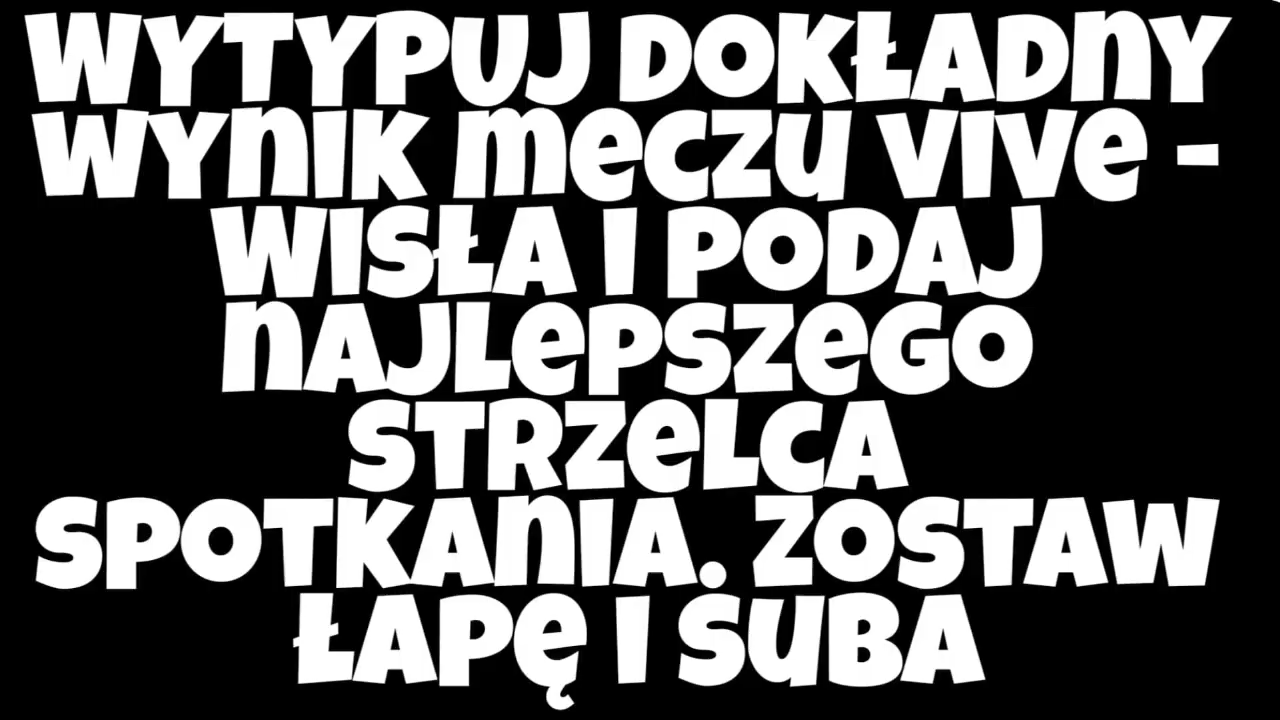 WYTYPUJ DOKŁADNY
WYNIK MECZU VIVE -
WISŁA I PODAJ
NAJLEPSZEGO
STRZELCA
SPOTKANIA. ZOSTAW
ŁAPĘ I SUBA